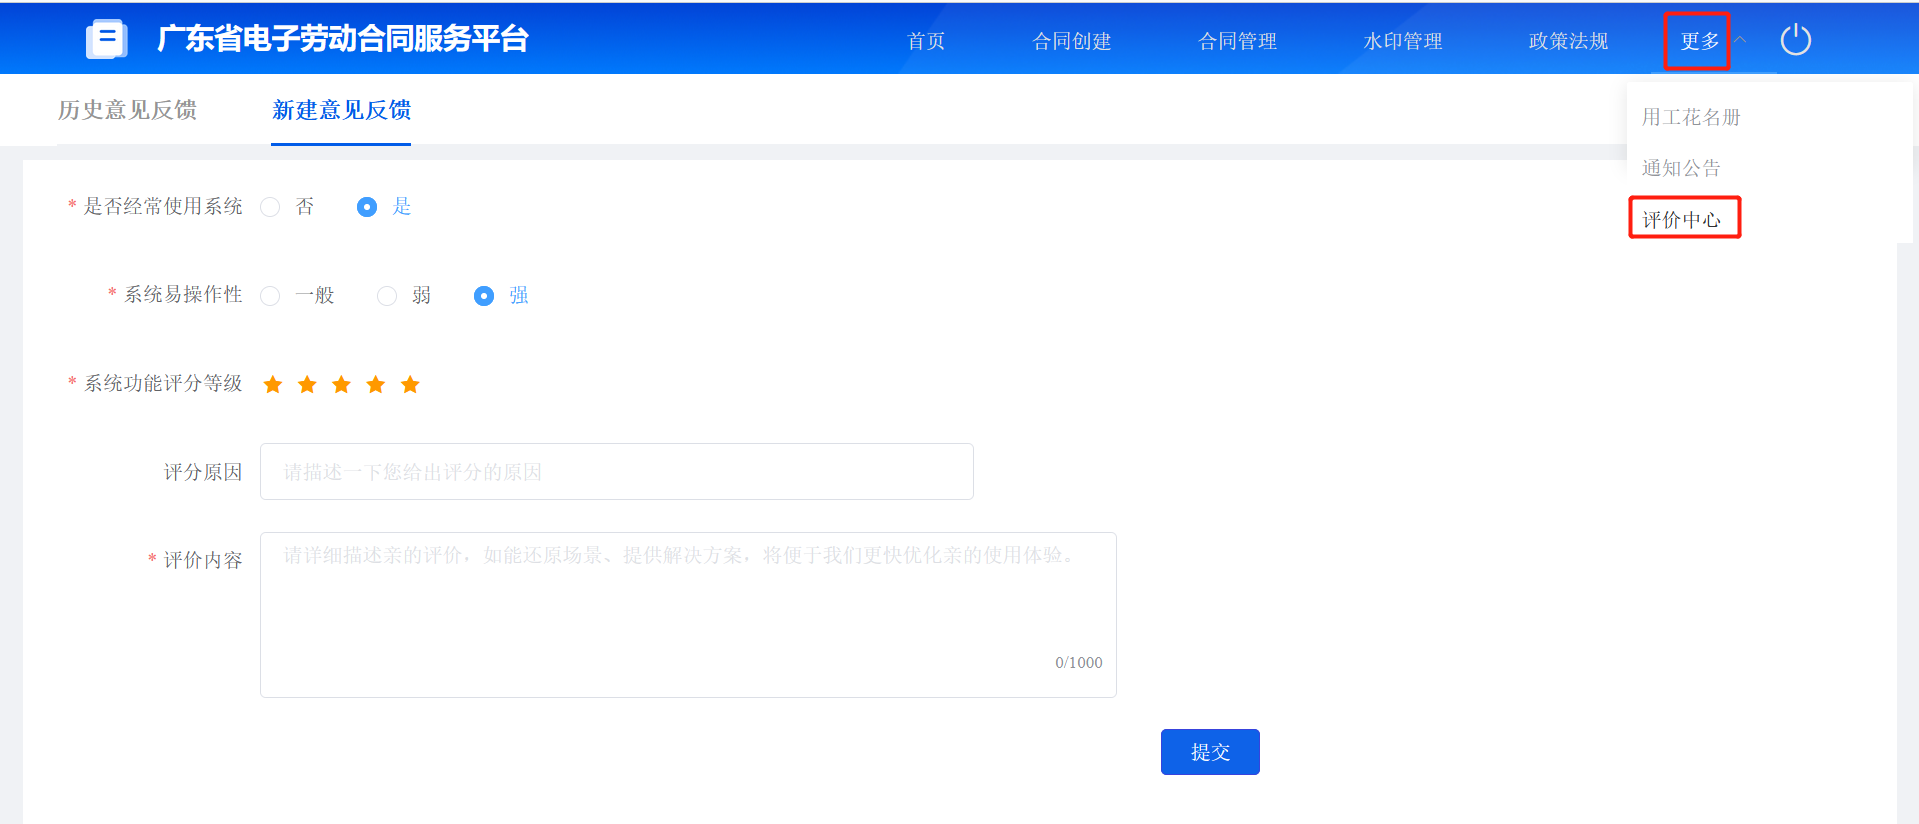 广东省电子劳动合同服务平台
首页 合同创建 合同管理 水印管理 政策法规 更多
历史意见反馈 新建意见反馈
用工花名册
通知公告
评价中心
* 是否经常使用系统 否 是
* 系统易操作性 一般 弱 强
* 系统功能评分等级
评分原因 请描述一下您给出评分的原因
* 评价内容 请详细描述亲的评价，如能还原场景、提供解决方案，将便于我们更快优化亲的使用体验。
0/1000
提交